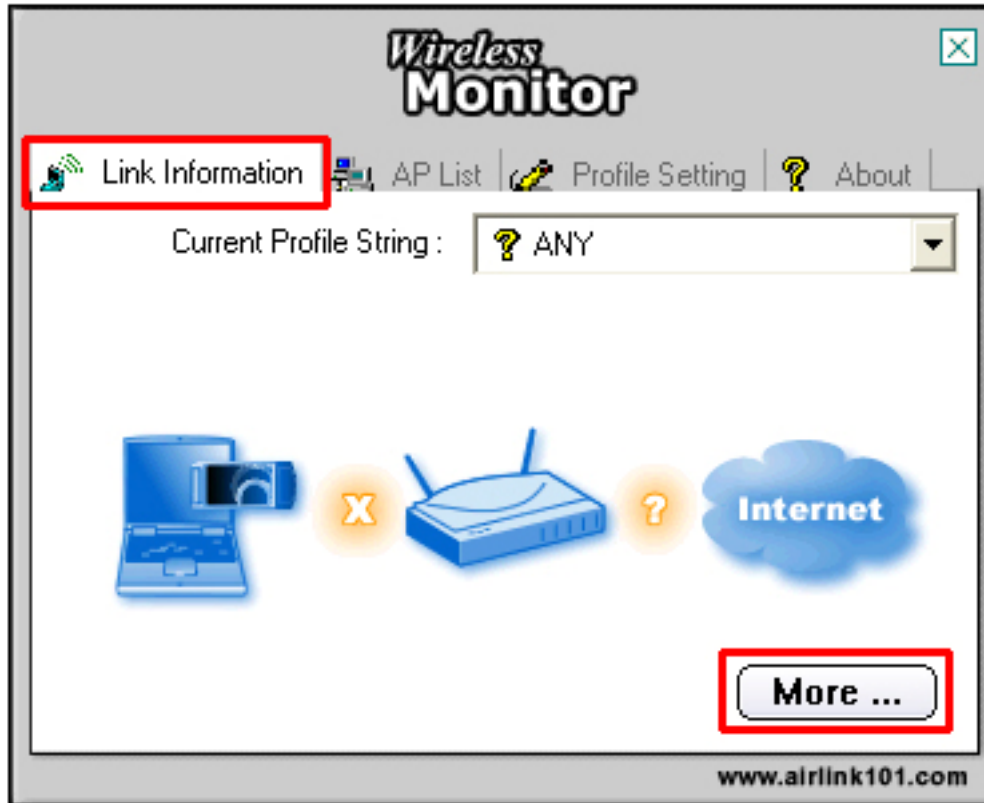 Wireless
Monitor
Link Information
AP List
Profile Setting
? About
Current Profile String :
? ANY
X
?
Internet
More ...
www.airlink101.com